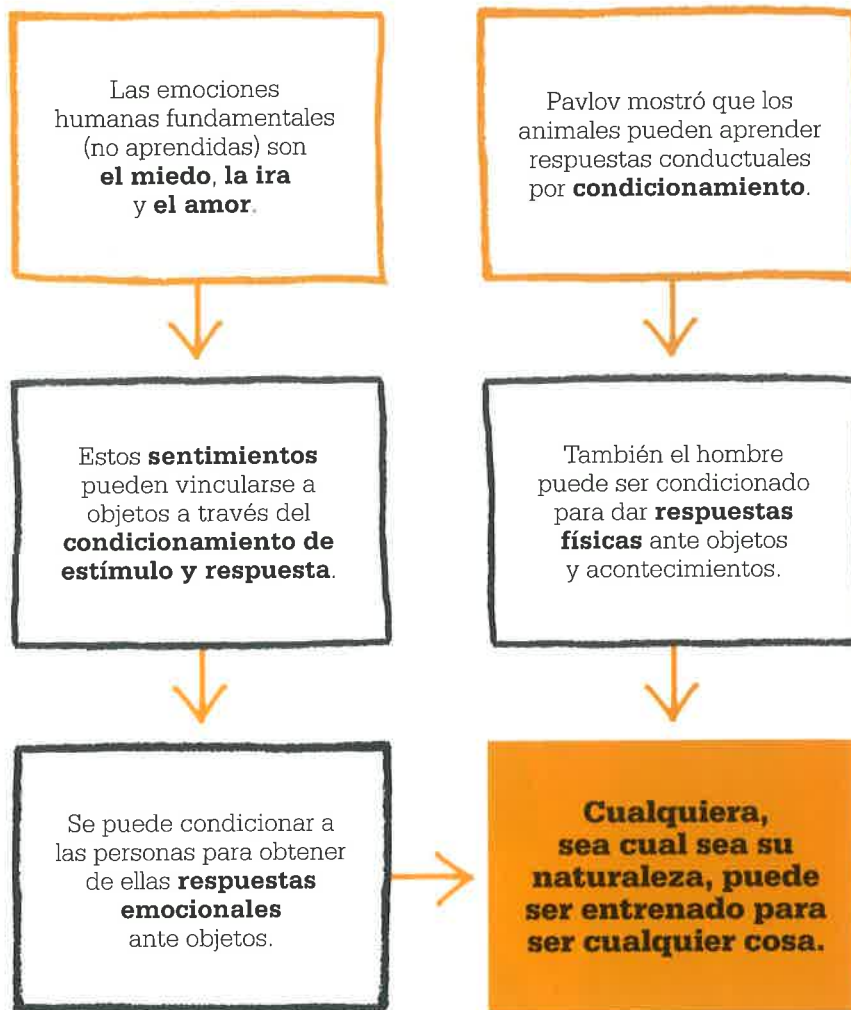 Las emociones
humanas fundamentales
(no aprendidas) son
el miedo, la ira
y el amor.
Estos sentimientos
pueden vincularse a
objetos a través del
condicionamiento de
estímulo y respuesta.
Se puede condicionar a
las personas para obtener
de ellas respuestas
emocionales
ante objetos.
Pavlov mostró que los
animales pueden aprender
respuestas conductuales
por condicionamiento.
También el hombre
puede ser condicionado
para dar respuestas
físicas ante objetos
y acontecimientos.
Cualquiera,
sea cual sea su
naturaleza, puede
ser entrenado para
ser cualquier cosa.